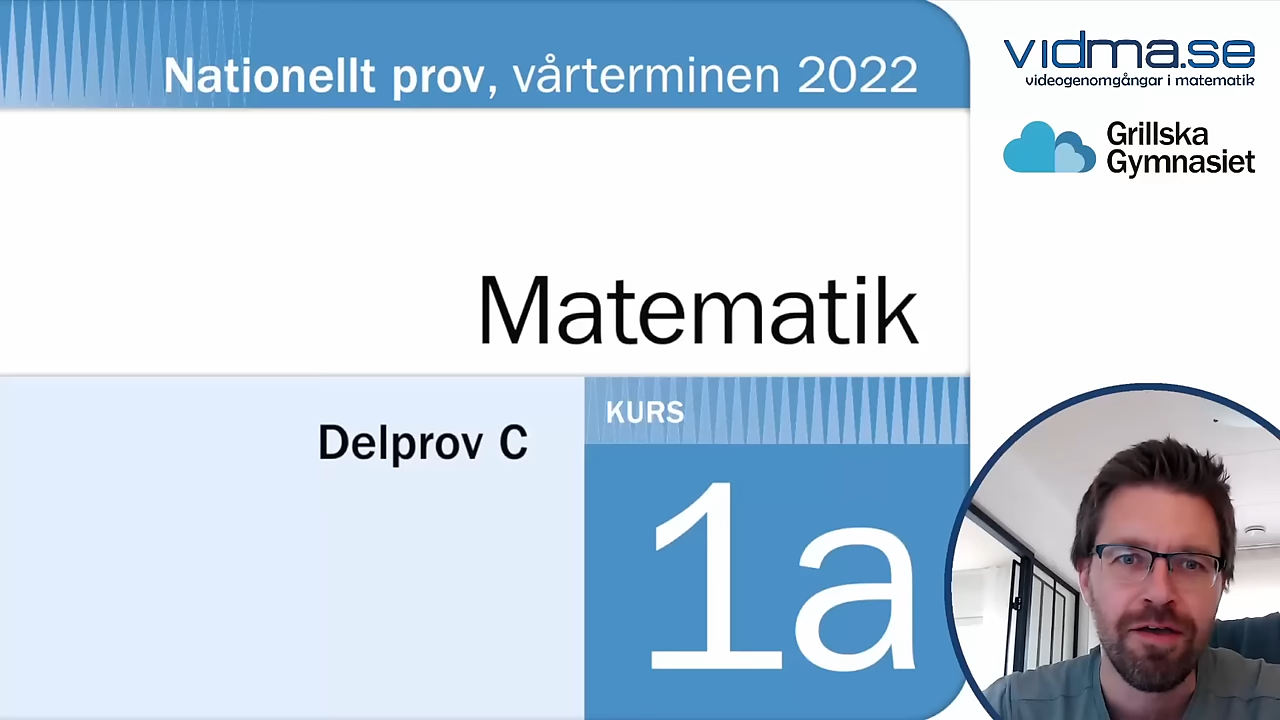 Nationellt prov, vårterminen 2022
vidma.se
videogenomgångar i matematik
Grillska
Gymnasiet
Matematik
Delprov C
KURS
1a